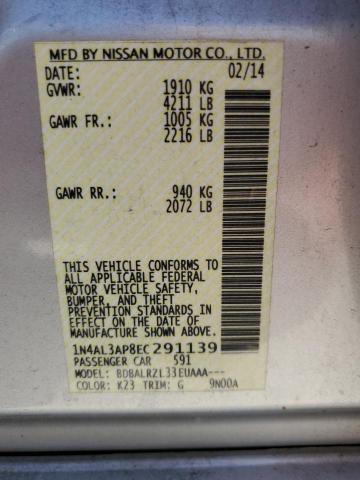 MFD BY NISSAN MOTOR CO., LTD.
DATE: 02/14
GVWR: 1910 KG
4211 LB
GAWR FR.: 1005 KG
2216 LB
GAWR RR.: 940 KG
2072 LB
THIS VEHICLE CONFORMS TO
ALL APPLICABLE FEDERAL
MOTOR VEHICLE SAFETY,
BUMPER, AND THEFT
PREVENTION STANDARDS IN
EFFECT ON THE DATE OF
MANUFACTURE SHOWN ABOVE.
1N4AL3AP8EC291139
PASSENGER CAR 591
MODEL: BDBALRZL33EUAAA---
COLOR: K23 TRIM: G 9N00A